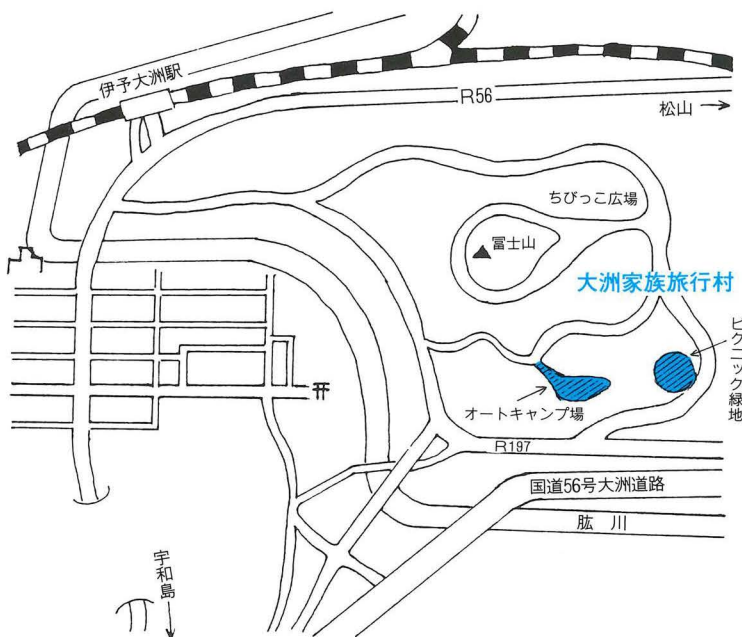 伊予大洲駅
R56
松山
ちびっこ広場
冨士山
大洲家族旅行村
ピクニック緑地
オートキャンプ場
R197
国道56号大洲道路
肱川
宇和島